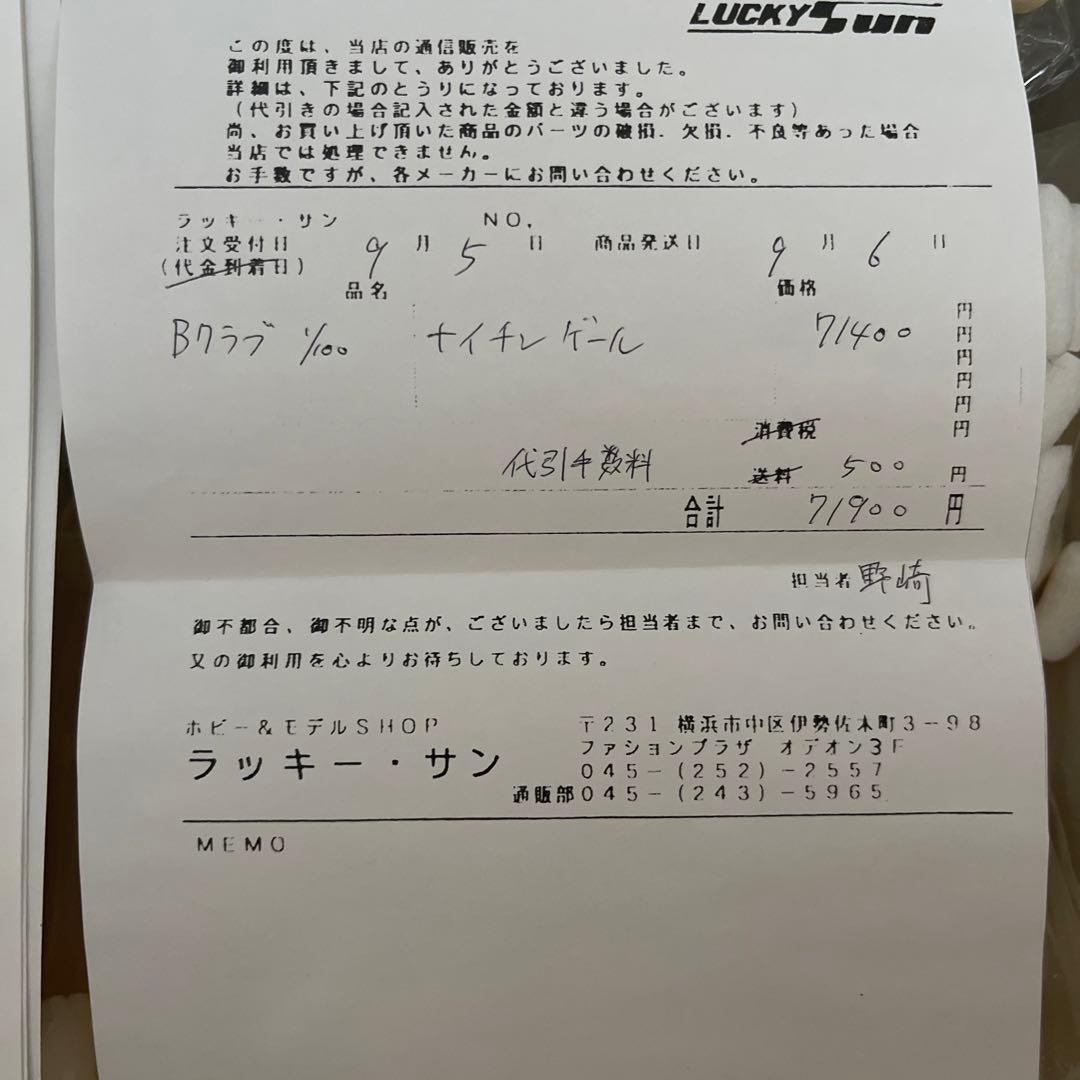 LUCKY Sun
この度は、当店の通信販売を
御利用頂きまして、ありがとうございました。
詳細は、下記のとうりになっております。
(代引きの場合記入された金額と違う場合がございます)
尚、お買い上げ頂いた商品のパーツの破損．欠損．不良等あった場合
当店では処理できません。
お手数ですが、各メーカーにお問い合わせください。
ラッキー・サン NO.
注文受付日 9 月 5 日 商品発送日 9 月 6 日
(代金到着日)
品名 価格
円
Bクラブ 1/100 ナイチンゲール 71400 円
円
円
円
消費税 円
代引手数料 送料 500 円
合計 71900 円
担当者 野崎
御不都合、御不明な点が、ございましたら担当者まで、お問い合わせください。
又の御利用を心よりお待ちしております。
ホビー&モデルSHOP 〒231 横浜市中区伊勢佐木町3-98
ラッキー・サン ファションプラザ オデオン3F
045-(252)-2557
通販部045-(243)-5965
MEMO